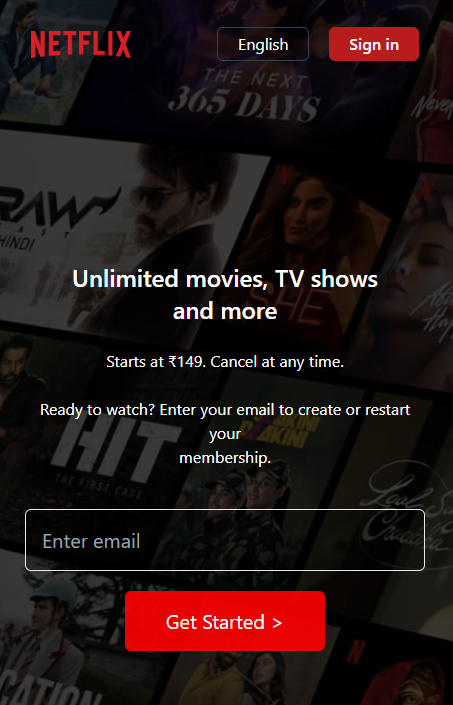 NETFLIX
English
Sign in
THE NEXT
365 DAYS
Never
RAW
HINDI
Unlimited movies, TV shows
and more
SHE
Starts at ₹149. Cancel at any time.
Ready to watch? Enter your email to create or restart
your
membership.
HIT
THE FIRST CASE
Enter email
Get Started >
N